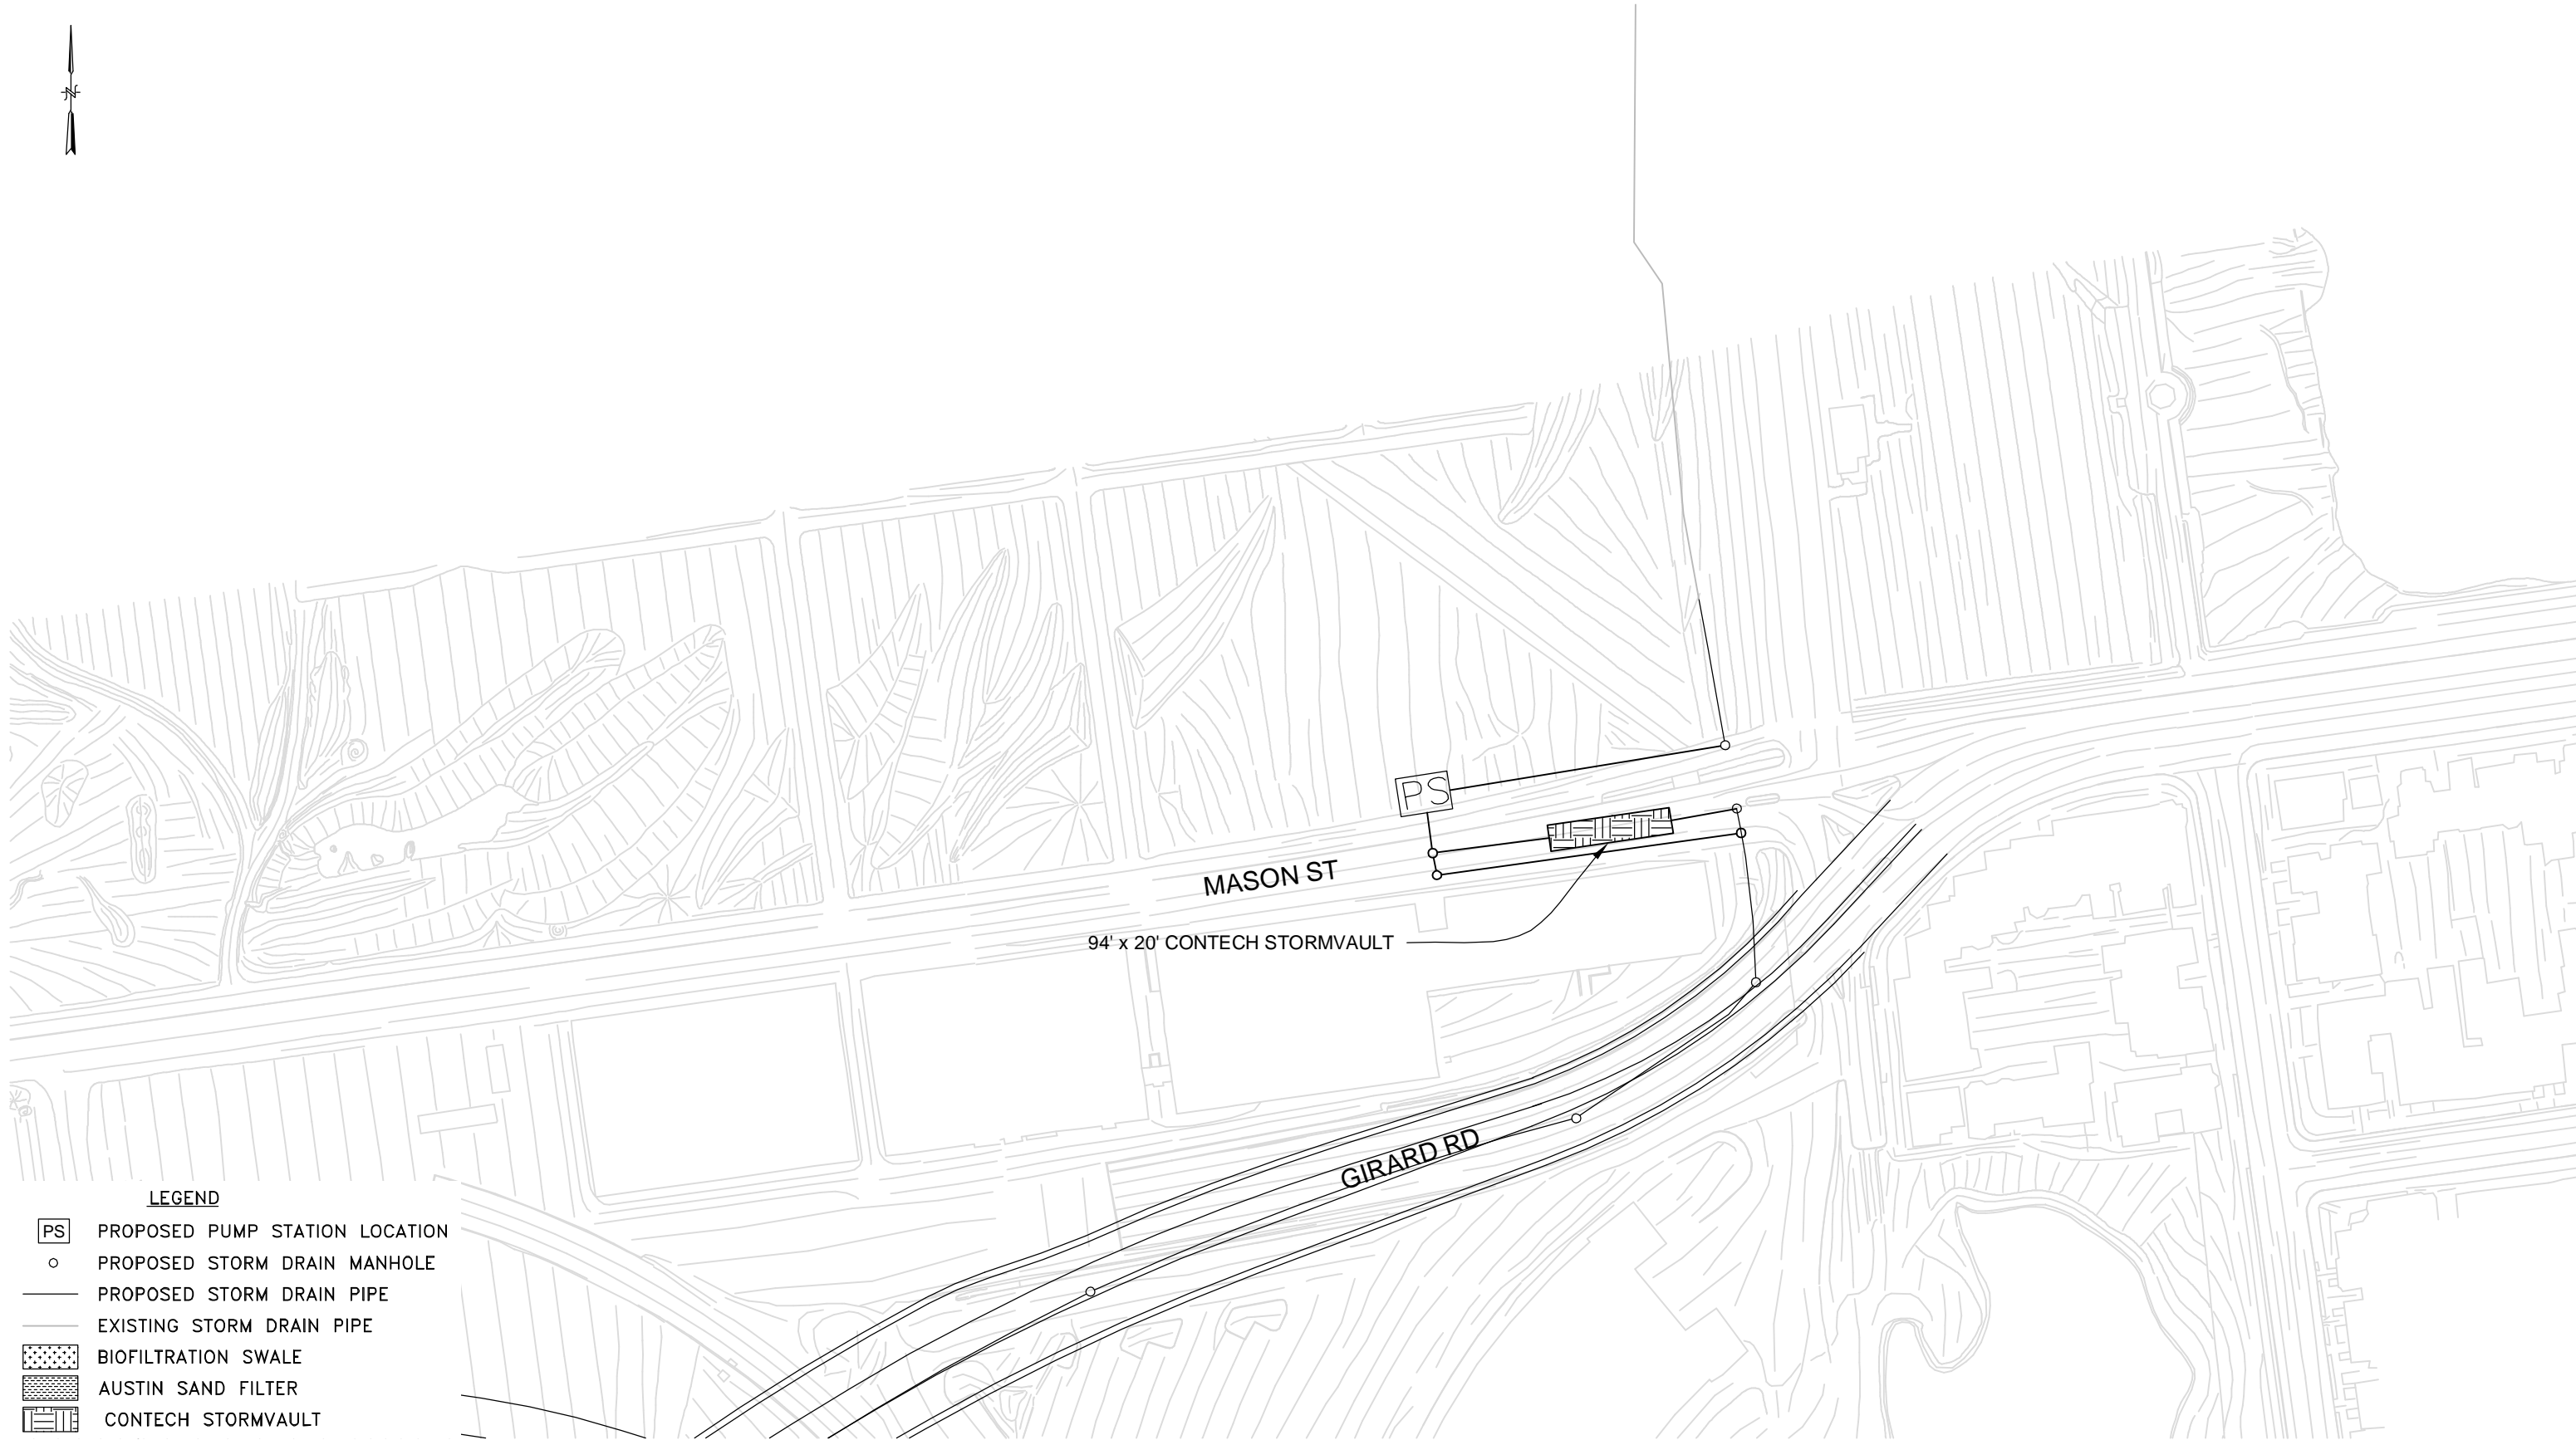 N
PS
MASON ST
94' x 20' CONTECH STORMVAULT
GIRARD RD
LEGEND
PS PROPOSED PUMP STATION LOCATION
PROPOSED STORM DRAIN MANHOLE
PROPOSED STORM DRAIN PIPE
EXISTING STORM DRAIN PIPE
BIOFILTRATION SWALE
AUSTIN SAND FILTER
CONTECH STORMVAULT